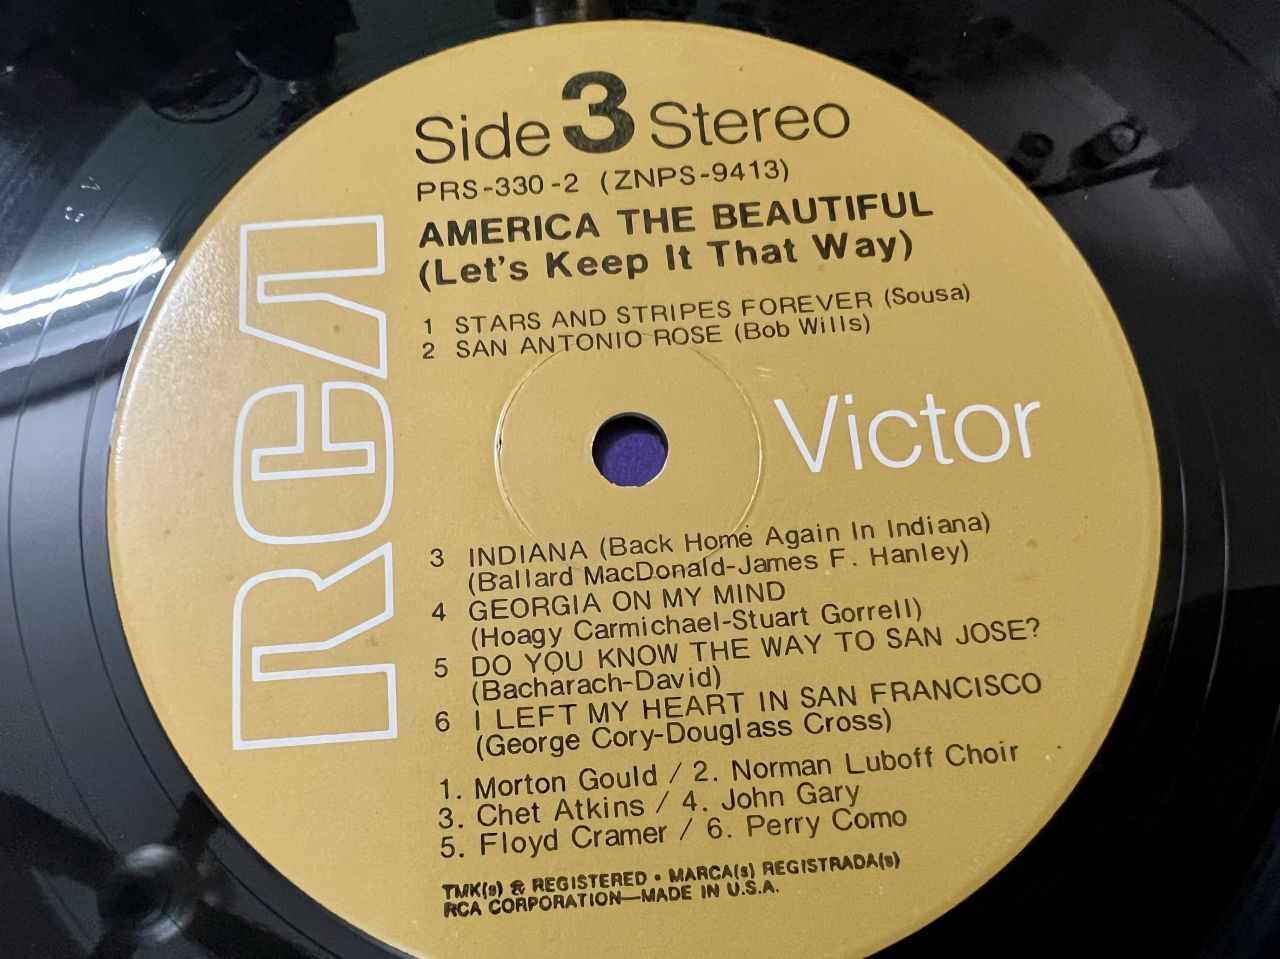 Side 3 Stereo
PRS-330-2 (ZNPS-9413)
AMERICA THE BEAUTIFUL
(Let's Keep It That Way)
1 STARS AND STRIPES FOREVER (Sousa)
2 SAN ANTONIO ROSE (Bob Wills)
RCA
Victor
3 INDIANA (Back Home Again In Indiana)
(Ballard MacDonald-James F. Hanley)
4 GEORGIA ON MY MIND
(Hoagy Carmichael-Stuart Gorrell)
5 DO YOU KNOW THE WAY TO SAN JOSE?
(Bacharach-David)
6 I LEFT MY HEART IN SAN FRANCISCO
(George Cory-Douglass Cross)
1. Morton Gould / 2. Norman Luboff Choir
3. Chet Atkins / 4. John Gary
5. Floyd Cramer / 6. Perry Como
TMK(s) ® REGISTERED • MARCA(s) REGISTRADA(s)
RCA CORPORATION—MADE IN U.S.A.